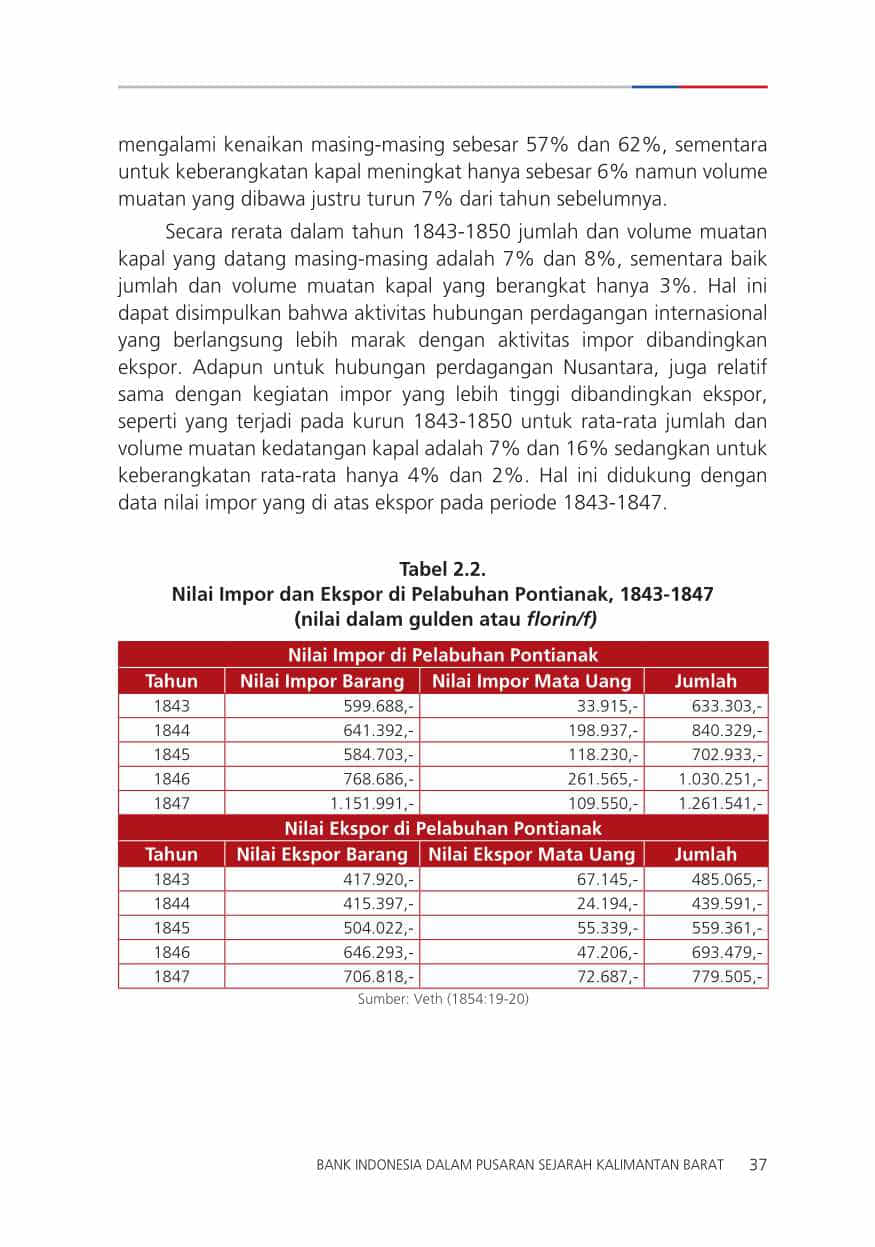 mengalami kenaikan masing-masing sebesar 57% dan 62%, sementara
untuk keberangkatan kapal meningkat hanya sebesar 6% namun volume
muatan yang dibawa justru turun 7% dari tahun sebelumnya.
Secara rerata dalam tahun 1843-1850 jumlah dan volume muatan
kapal yang datang masing-masing adalah 7% dan 8%, sementara baik
jumlah dan volume muatan kapal yang berangkat hanya 3%. Hal ini
dapat disimpulkan bahwa aktivitas hubungan perdagangan internasional
yang berlangsung lebih marak dengan aktivitas impor dibandingkan
ekspor. Adapun untuk hubungan perdagangan Nusantara, juga relatif
sama dengan kegiatan impor yang lebih tinggi dibandingkan ekspor,
seperti yang terjadi pada kurun 1843-1850 untuk rata-rata jumlah dan
volume muatan kedatangan kapal adalah 7% dan 16% sedangkan untuk
keberangkatan rata-rata hanya 4% dan 2%. Hal ini didukung dengan
data nilai impor yang di atas ekspor pada periode 1843-1847.
Tabel 2.2.
Nilai Impor dan Ekspor di Pelabuhan Pontianak, 1843-1847
(nilai dalam gulden atau florin/f)
Nilai Impor di Pelabuhan Pontianak
Tahun Nilai Impor Barang Nilai Impor Mata Uang Jumlah
1843 599.688,- 33.915,- 633.303,-
1844 641.392,- 198.937,- 840.329,-
1845 584.703,- 118.230,- 702.933,-
1846 768.686,- 261.565,- 1.030.251,-
1847 1.151.991,- 109.550,- 1.261.541,-
Nilai Ekspor di Pelabuhan Pontianak
Tahun Nilai Ekspor Barang Nilai Ekspor Mata Uang Jumlah
1843 417.920,- 67.145,- 485.065,-
1844 415.397,- 24.194,- 439.591,-
1845 504.022,- 55.339,- 559.361,-
1846 646.293,- 47.206,- 693.479,-
1847 706.818,- 72.687,- 779.505,-
Sumber: Veth (1854:19-20)
BANK INDONESIA DALAM PUSARAN SEJARAH KALIMANTAN BARAT 37